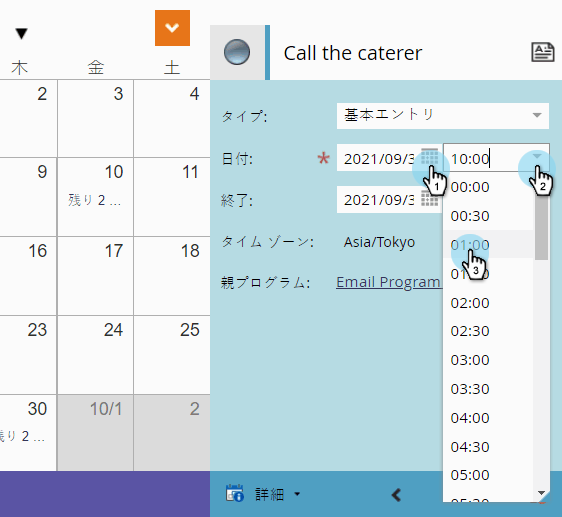 木 金 土
2 3 4
9 10 11
残り 2 ...
16 17 18
23 24 25
30 10/1 2
残り 2 ...
Call the caterer
タイプ: 基本エントリ
日付: * 2021/09/3 10:00
終了: 2021/09/3
タイム ゾーン: Asia/Tokyo
親プログラム: Email Program
00:00
00:30
01:00
02:00
02:30
03:00
03:30
04:00
04:30
05:00
05:30
1
2
3
詳細